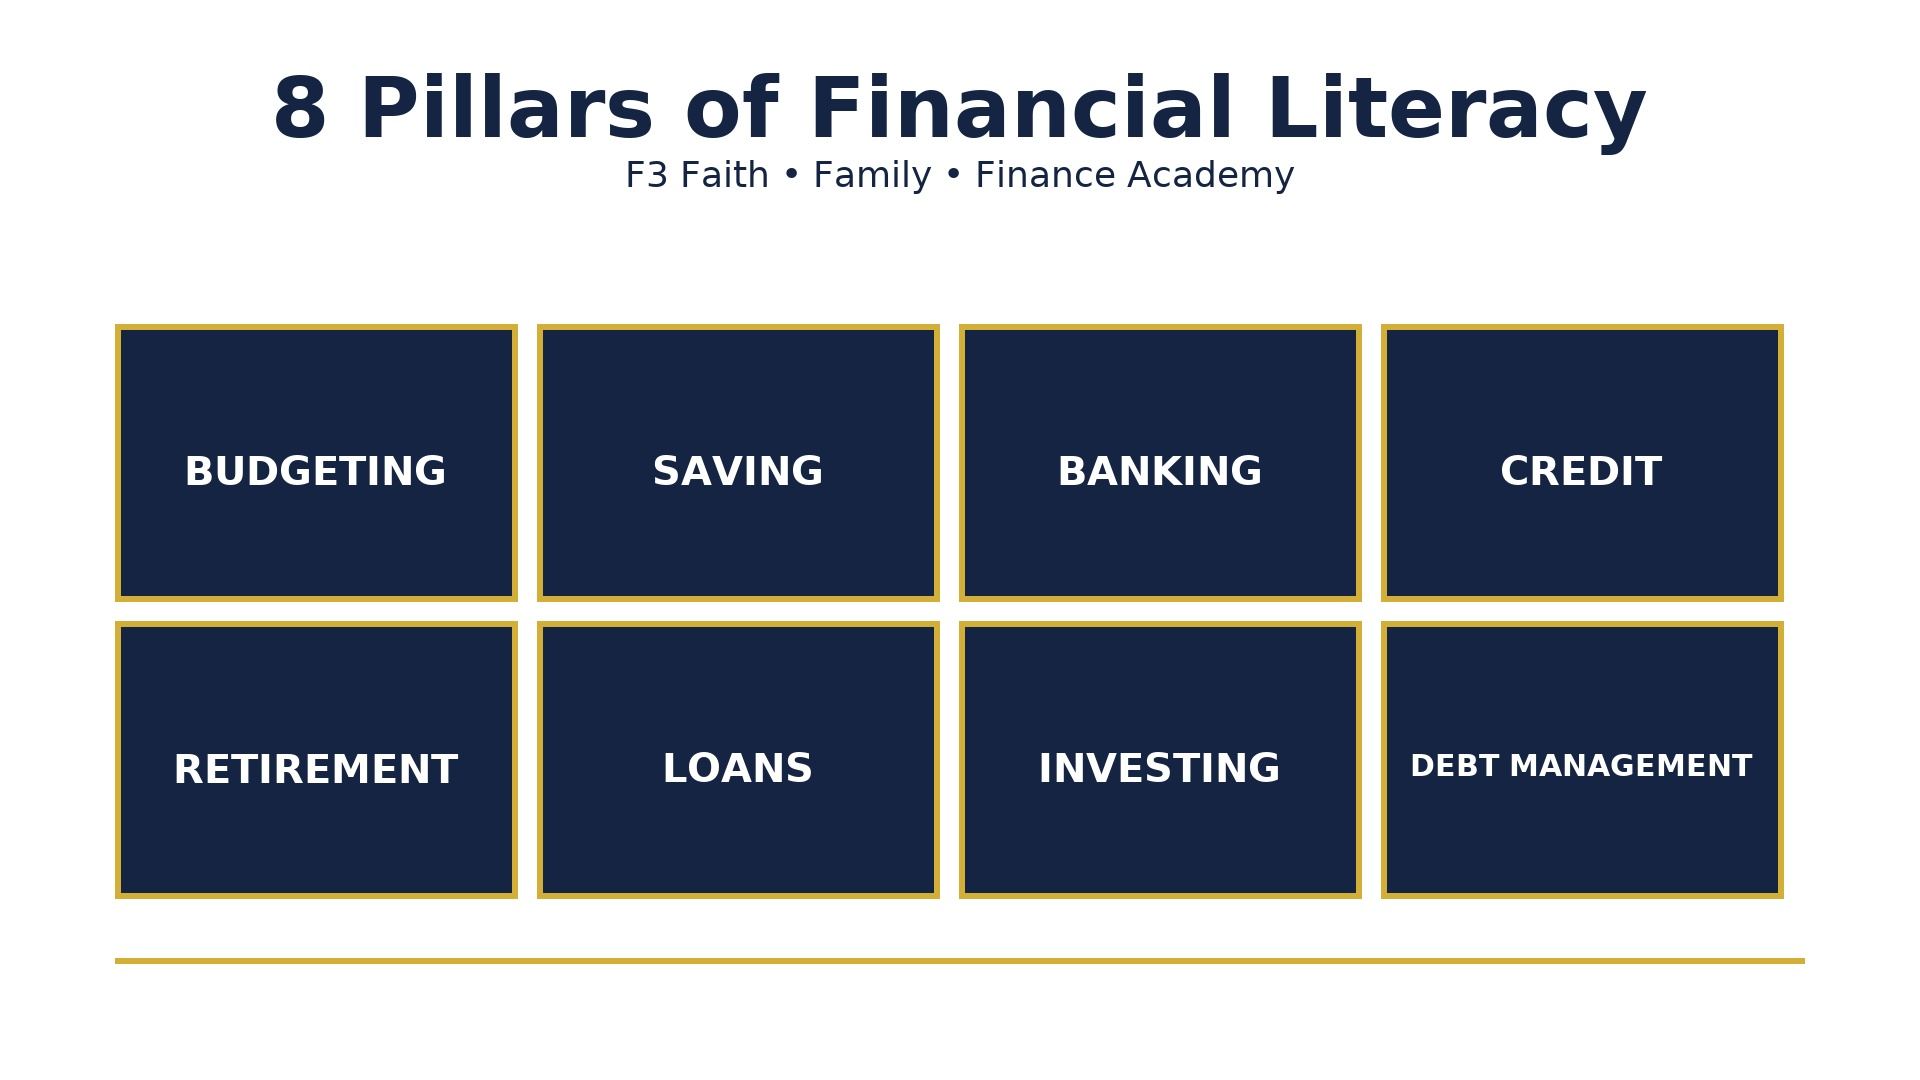 8 Pillars of Financial Literacy
F3 Faith • Family • Finance Academy
BUDGETING
SAVING
BANKING
CREDIT
RETIREMENT
LOANS
INVESTING
DEBT MANAGEMENT